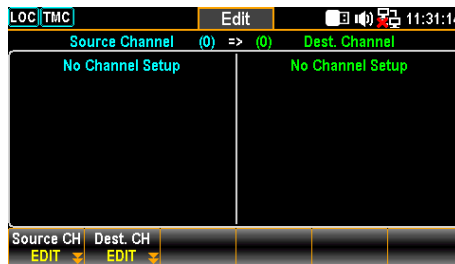 LOC TMC Edit 11:31:14
Source Channel (0) => (0) Dest. Channel
No Channel Setup No Channel Setup
Source CH Dest. CH
EDIT EDIT